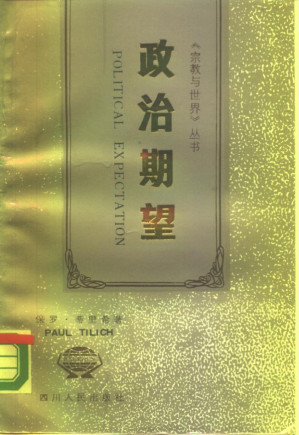 《宗教与世界》丛书
政治期望
POLITICAL EXPECTATION
保罗·蒂里希著
PAUL TILICH
四川人民出版社